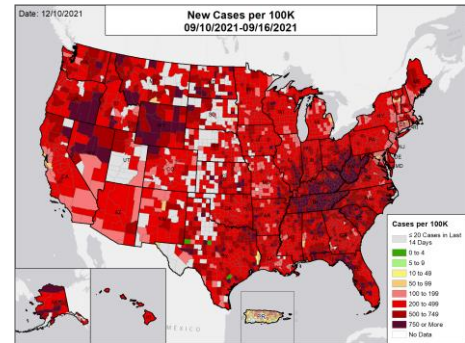 Date: 12/10/2021
New Cases per 100K
09/10/2021-09/16/2021
MEXICO
Cases per 100K
≤ 20 Cases in Last
14 Days
0 to 4
5 to 9
10 to 49
50 to 99
100 to 199
200 to 499
500 to 749
750 or More
No Data